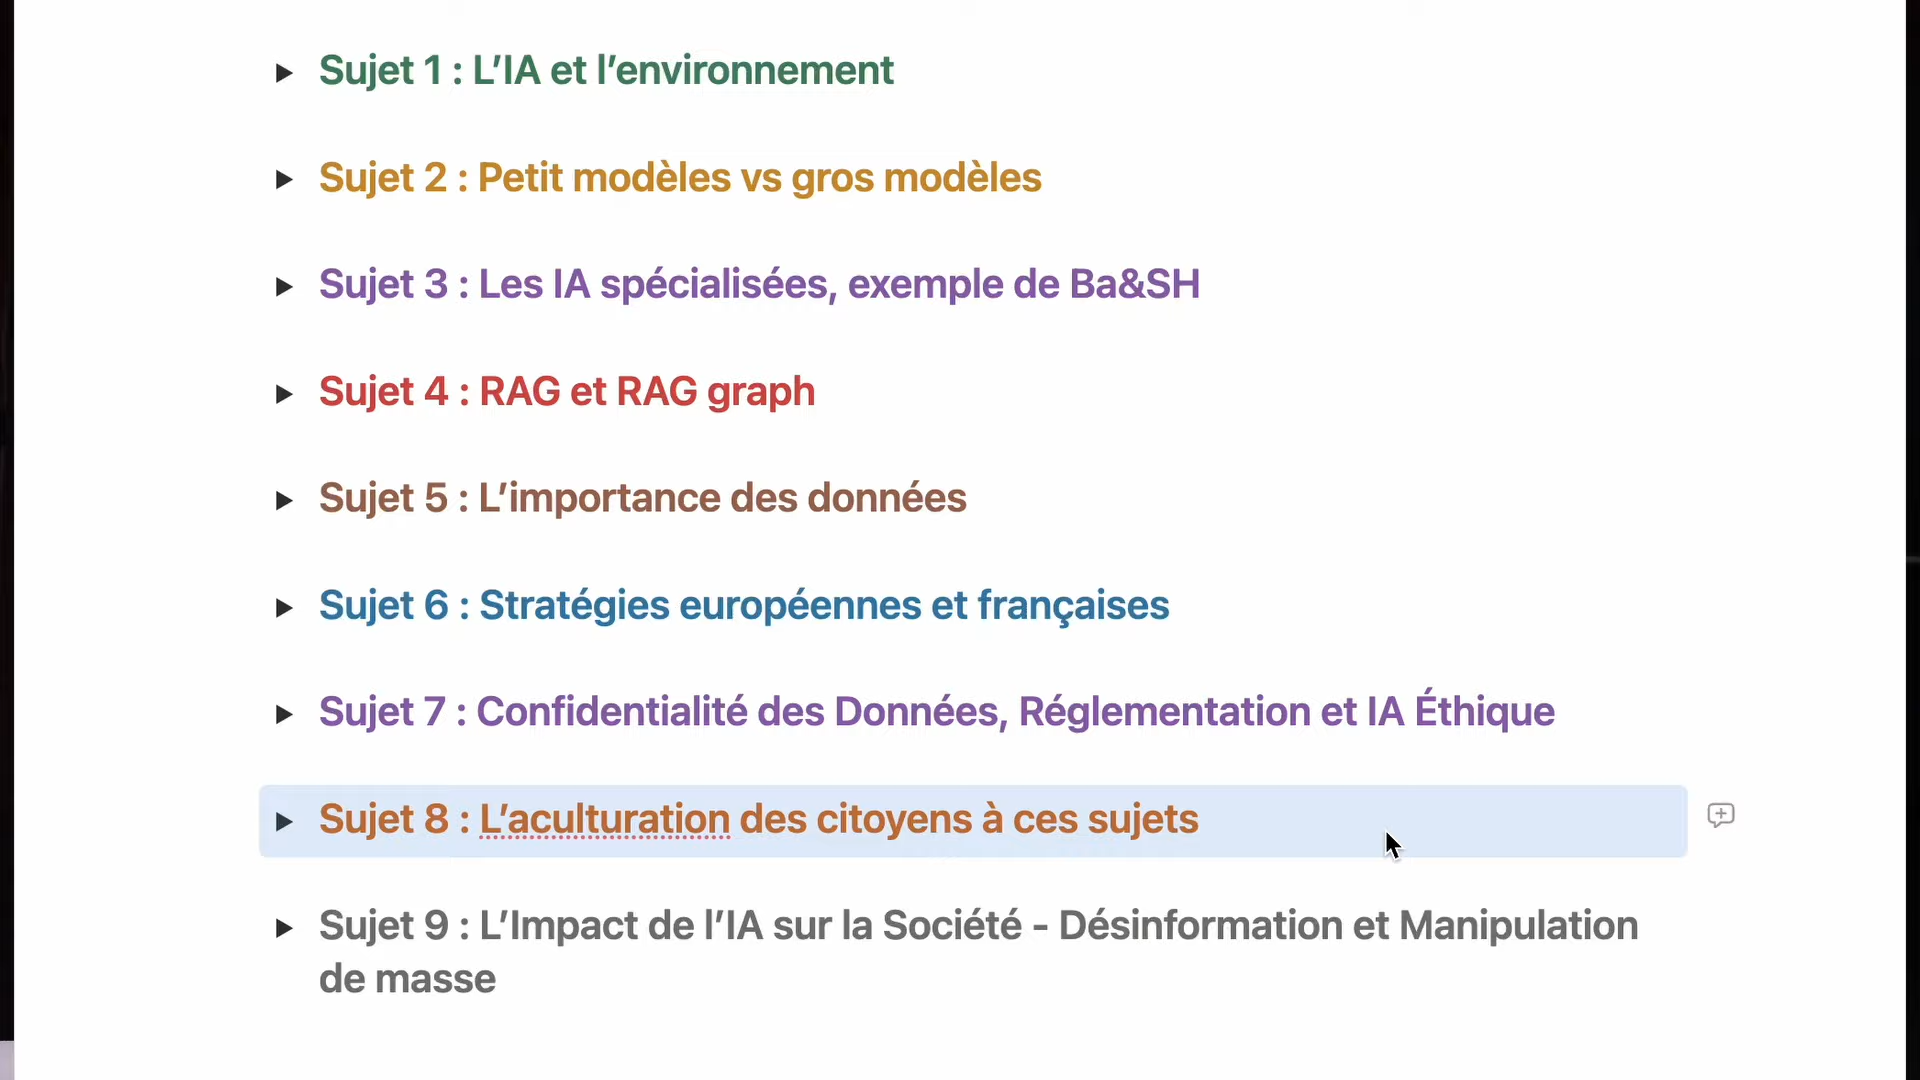 Sujet 1 : L’IA et l’environnement
Sujet 2 : Petit modèles vs gros modèles
Sujet 3 : Les IA spécialisées, exemple de Ba&SH
Sujet 4 : RAG et RAG graph
Sujet 5 : L’importance des données
Sujet 6 : Stratégies européennes et françaises
Sujet 7 : Confidentialité des Données, Réglementation et IA Éthique
Sujet 8 : L’aculturation des citoyens à ces sujets
Sujet 9 : L’Impact de l’IA sur la Société - Désinformation et Manipulation
de masse